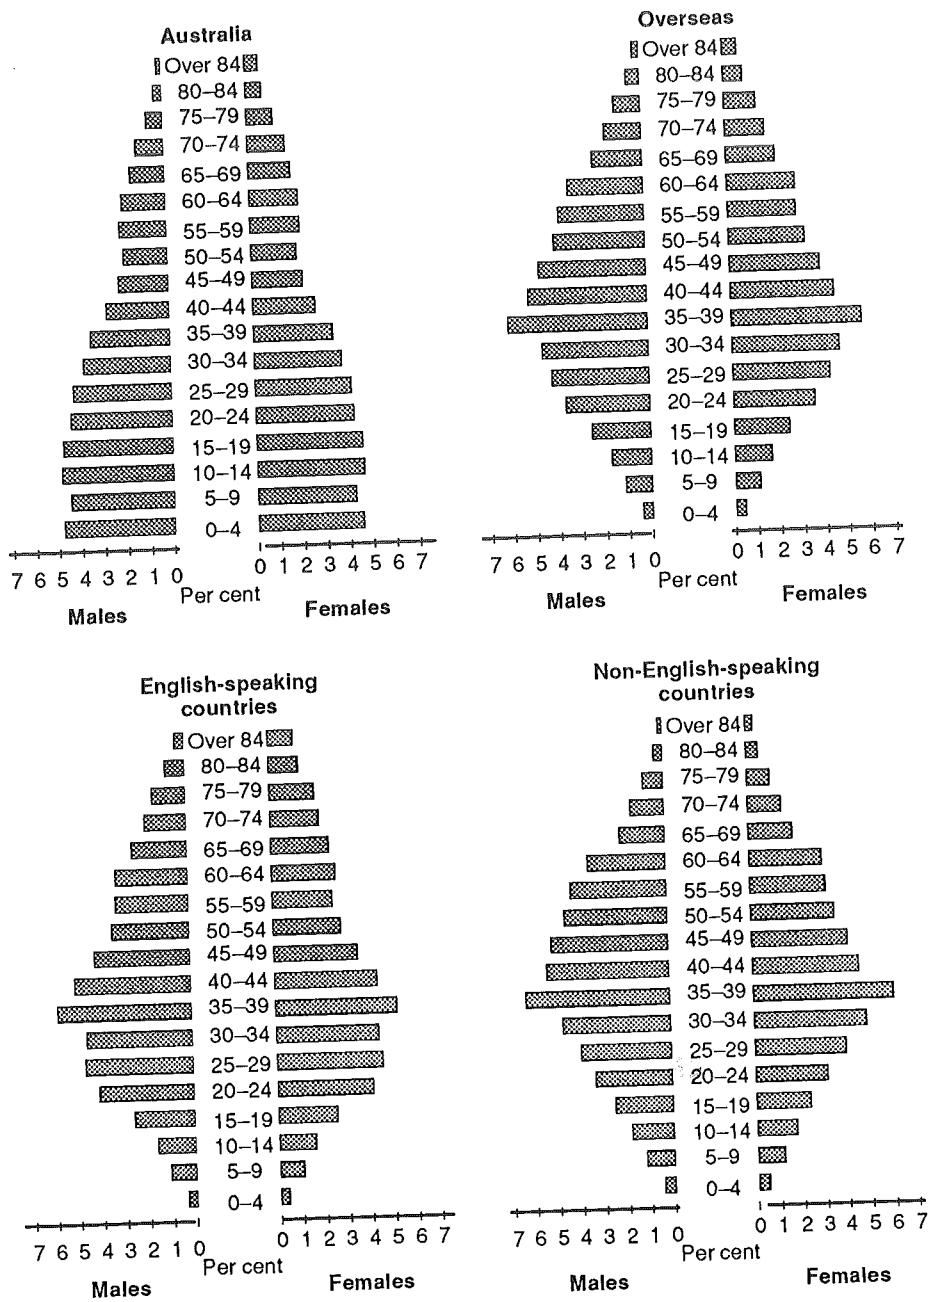 Australia
Over 84
80–84
75–79
70–74
65–69
60–64
55–59
50–54
45–49
40–44
35–39
30–34
25–29
20–24
15–19
10–14
5–9
0–4
7 6 5 4 3 2 1 0
0 1 2 3 4 5 6 7
Per cent
Males
Females
Overseas
Over 84
80–84
75–79
70–74
65–69
60–64
55–59
50–54
45–49
40–44
35–39
30–34
25–29
20–24
15–19
10–14
5–9
0–4
7 6 5 4 3 2 1 0
0 1 2 3 4 5 6 7
Per cent
Males
Females
English-speaking
countries
Over 84
80–84
75–79
70–74
65–69
60–64
55–59
50–54
45–49
40–44
35–39
30–34
25–29
20–24
15–19
10–14
5–9
0–4
7 6 5 4 3 2 1 0
0 1 2 3 4 5 6 7
Per cent
Males
Females
Non-English-speaking
countries
Over 84
80–84
75–79
70–74
65–69
60–64
55–59
50–54
45–49
40–44
35–39
30–34
25–29
20–24
15–19
10–14
5–9
0–4
7 6 5 4 3 2 1 0
0 1 2 3 4 5 6 7
Per cent
Males
Females